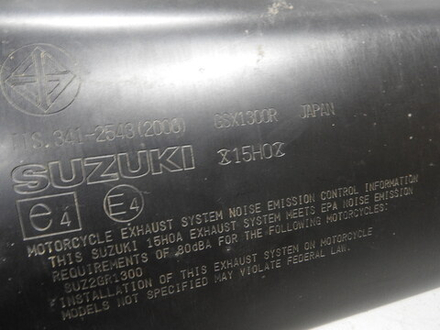 TIS.341-2543(2000) GSX1300R JAPAN
SUZUKI 15H0
e4 E4
MOTORCYCLE EXHAUST SYSTEM NOISE EMISSION CONTROL INFORMATION
THIS SUZUKI 15H0A EXHAUST SYSTEM MEETS EPA NOISE EMISSION
REQUIREMENTS OF 80dBA FOR THE FOLLOWING MOTORCYCLES:
SUZ2GR1300
INSTALLATION OF THIS EXHAUST SYSTEM ON MOTORCYCLE
MODELS NOT SPECIFIED MAY VIOLATE FEDERAL LAW.